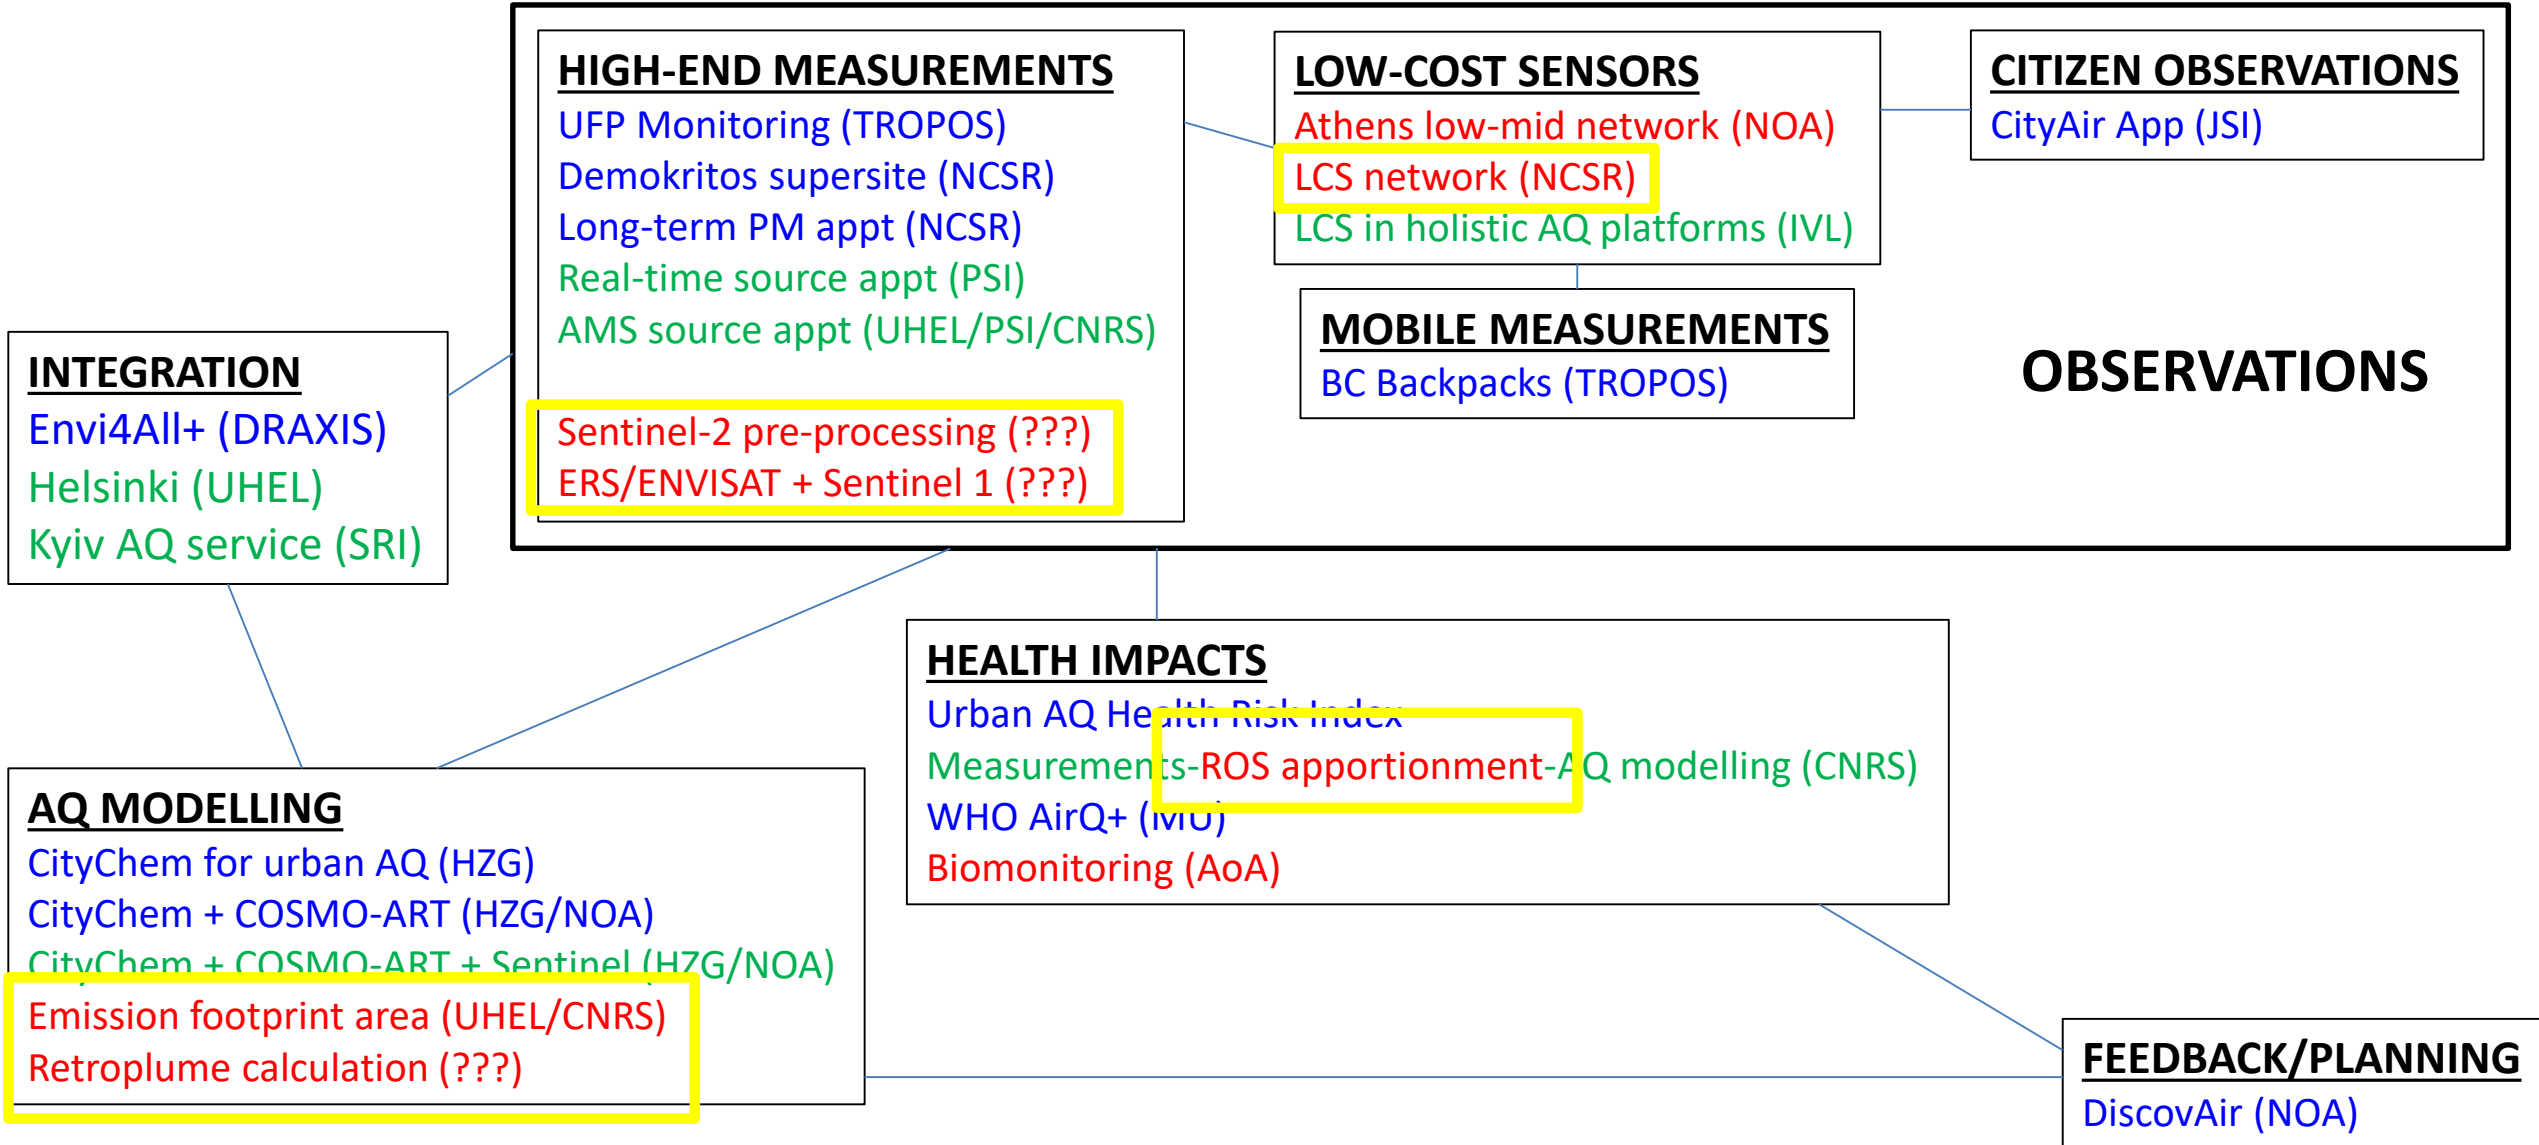 HIGH-END MEASUREMENTS
UFP Monitoring (TROPOS)
Demokritos supersite (NCSR)
Long-term PM appt (NCSR)
Real-time source appt (PSI)
AMS source appt (UHEL/PSI/CNRS)
Sentinel-2 pre-processing (???)
ERS/ENVISAT + Sentinel 1 (???)
LOW-COST SENSORS
Athens low-mid network (NOA)
LCS network (NCSR)
LCS in holistic AQ platforms (IVL)
CITIZEN OBSERVATIONS
CityAir App (JSI)
MOBILE MEASUREMENTS
BC Backpacks (TROPOS)
OBSERVATIONS
INTEGRATION
Envi4All+ (DRAXIS)
Helsinki (UHEL)
Kyiv AQ service (SRI)
HEALTH IMPACTS
Urban AQ Health Risk Index
Measurements-ROS apportionment-AQ modelling (CNRS)
WHO AirQ+ (MU)
Biomonitoring (AoA)
AQ MODELLING
CityChem for urban AQ (HZG)
CityChem + COSMO-ART (HZG/NOA)
CityChem + COSMO-ART + Sentinel (HZG/NOA)
Emission footprint area (UHEL/CNRS)
Retroplume calculation (???)
FEEDBACK/PLANNING
DiscovAir (NOA)